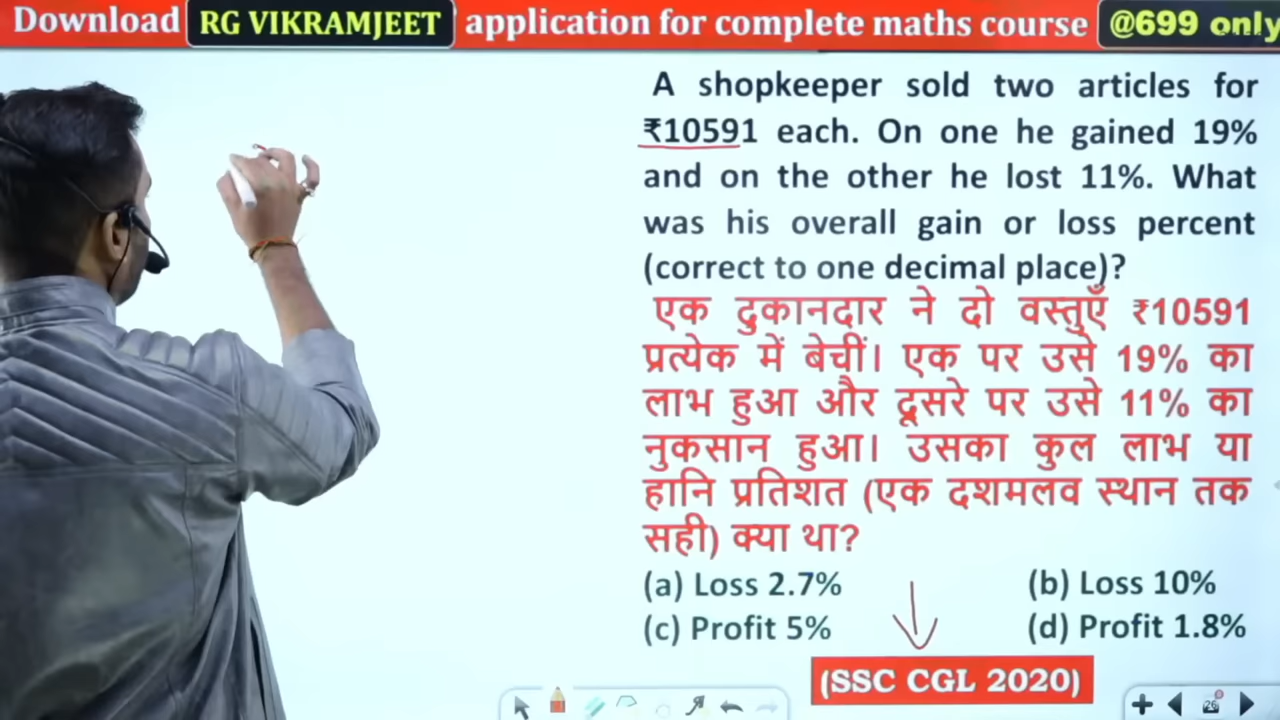 Download RG VIKRAMJEET application for complete maths course @699 only
A shopkeeper sold two articles for
₹10591 each. On one he gained 19%
and on the other he lost 11%. What
was his overall gain or loss percent
(correct to one decimal place)?
एक दुकानदार ने दो वस्तुएँ ₹10591
प्रत्येक में बेचीं। एक पर उसे 19% का
लाभ हुआ और दूसरे पर उसे 11% का
नुकसान हुआ। उसका कुल लाभ या
हानि प्रतिशत (एक दशमलव स्थान तक
सही) क्या था?
(a) Loss 2.7% (b) Loss 10%
(c) Profit 5% (d) Profit 1.8%
(SSC CGL 2020)
26